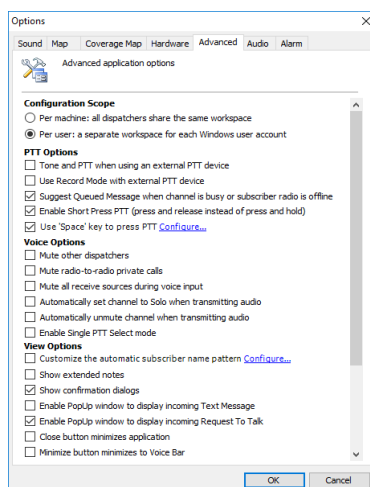 Options
Sound Map Coverage Map Hardware Advanced Audio Alarm
Advanced application options
Configuration Scope
Per machine: all dispatchers share the same workspace
Per user: a separate workspace for each Windows user account
PTT Options
Tone and PTT when using an external PTT device
Use Record Mode with external PTT device
Suggest Queued Message when channel is busy or subscriber radio is offline
Enable Short Press PTT (press and release instead of press and hold)
Use 'Space' key to press PTT Configure...
Voice Options
Mute other dispatchers
Mute radio-to-radio private calls
Mute all receive sources during voice input
Automatically set channel to Solo when transmitting audio
Automatically unmute channel when transmitting audio
Enable Single PTT Select mode
View Options
Customize the automatic subscriber name pattern Configure...
Show extended notes
Show confirmation dialogs
Enable PopUp window to display incoming Text Message
Enable PopUp window to display incoming Request To Talk
Close button minimizes application
Minimize button minimizes to Voice Bar
OK Cancel